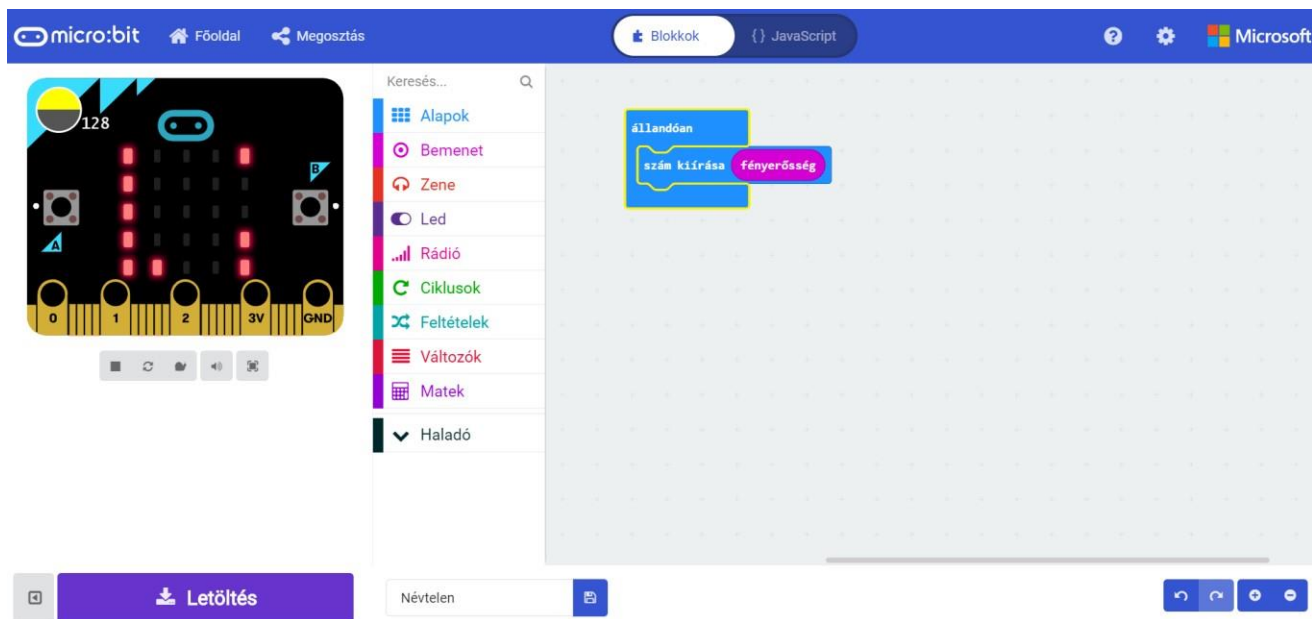 micro:bit Főoldal Megosztás Blokkok {} JavaScript Microsoft
128
B
A
0 1 2 3V GND
Keresés...
Alapok
Bemenet
Zene
Led
Rádió
Ciklusok
Feltételek
Változók
Matek
Haladó
állandóan
szám kiírása fényerősség
Letöltés
Névtelen